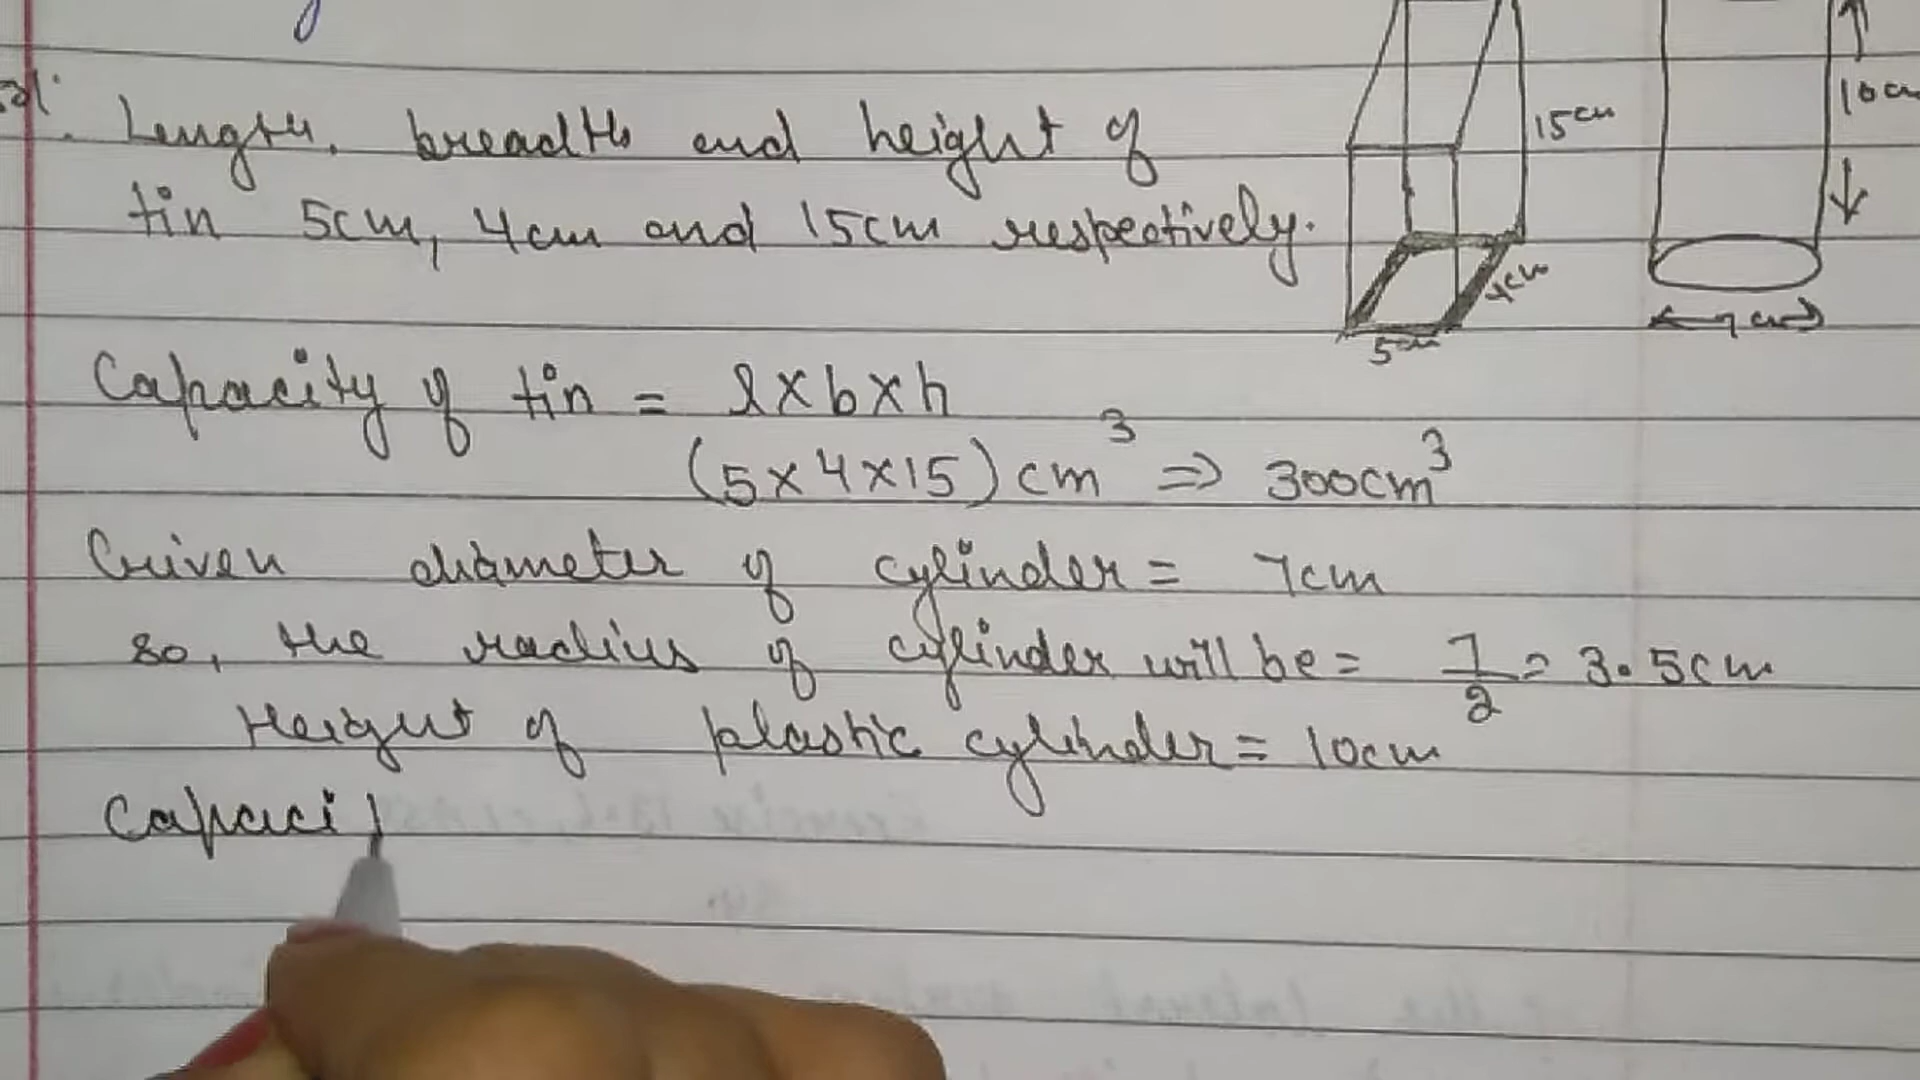 Sol. Length, breadth and height of
tin 5cm, 4cm and 15cm respectively.
15cm
10cm
4cm
5cm
7cm
Capacity of tin = l×b×h
(5×4×15)cm³ ⇒ 300cm³
Given diameter of cylinder = 7cm
so, the radius of cylinder will be = 7/2 = 3.5cm
Height of plastic cylinder = 10cm
Capaci